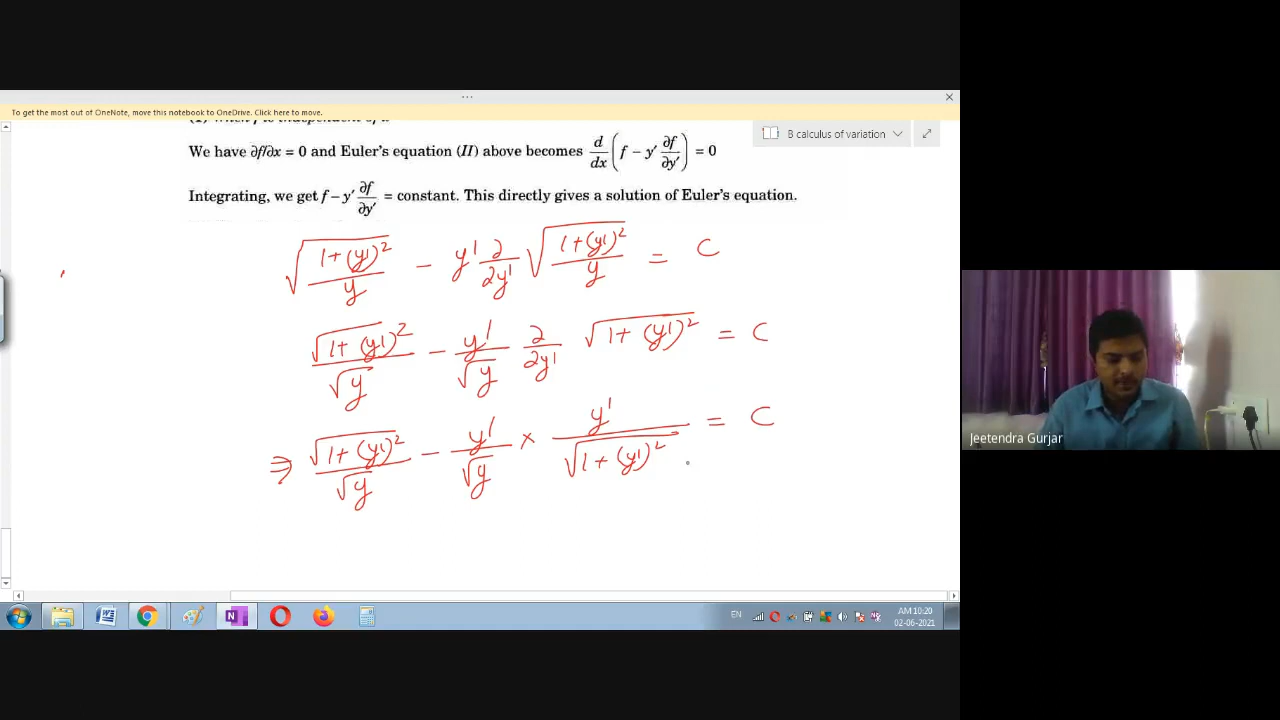 To get the most out of OneNote, move this notebook to OneDrive. Click here to move.
B calculus of variation
We have ∂f/∂x = 0 and Euler's equation (II) above becomes d/dx (f − y′ ∂f/∂y′) = 0
Integrating, we get f − y′ ∂f/∂y′ = constant. This directly gives a solution of Euler's equation.
√((1+(y′)²)/y) − y′ ∂/∂y′ √((1+(y′)²)/y) = C
√(1+(y′)²)/√y − y′/√y ∂/∂y′ √(1+(y′)²) = C
⇒ √(1+(y′)²)/√y − y′/√y × y′/√(1+(y′)²) = C
Jeetendra Gurjar
EN
AM 10:20
02-06-2021